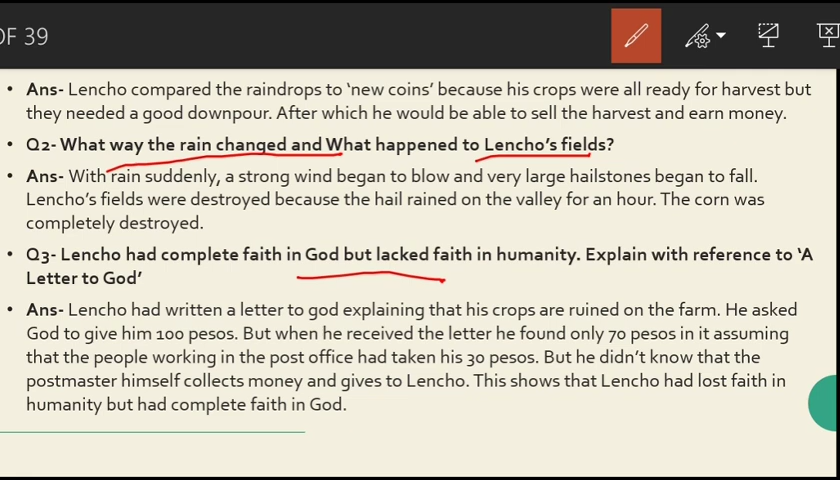 OF 39
• Ans- Lencho compared the raindrops to 'new coins' because his crops were all ready for harvest but
they needed a good downpour. After which he would be able to sell the harvest and earn money.
• Q2- What way the rain changed and What happened to Lencho's fields?
• Ans- With rain suddenly, a strong wind began to blow and very large hailstones began to fall.
Lencho's fields were destroyed because the hail rained on the valley for an hour. The corn was
completely destroyed.
• Q3- Lencho had complete faith in God but lacked faith in humanity. Explain with reference to 'A
Letter to God'
• Ans- Lencho had written a letter to god explaining that his crops are ruined on the farm. He asked
God to give him 100 pesos. But when he received the letter he found only 70 pesos in it assuming
that the people working in the post office had taken his 30 pesos. But he didn't know that the
postmaster himself collects money and gives to Lencho. This shows that Lencho had lost faith in
humanity but had complete faith in God.